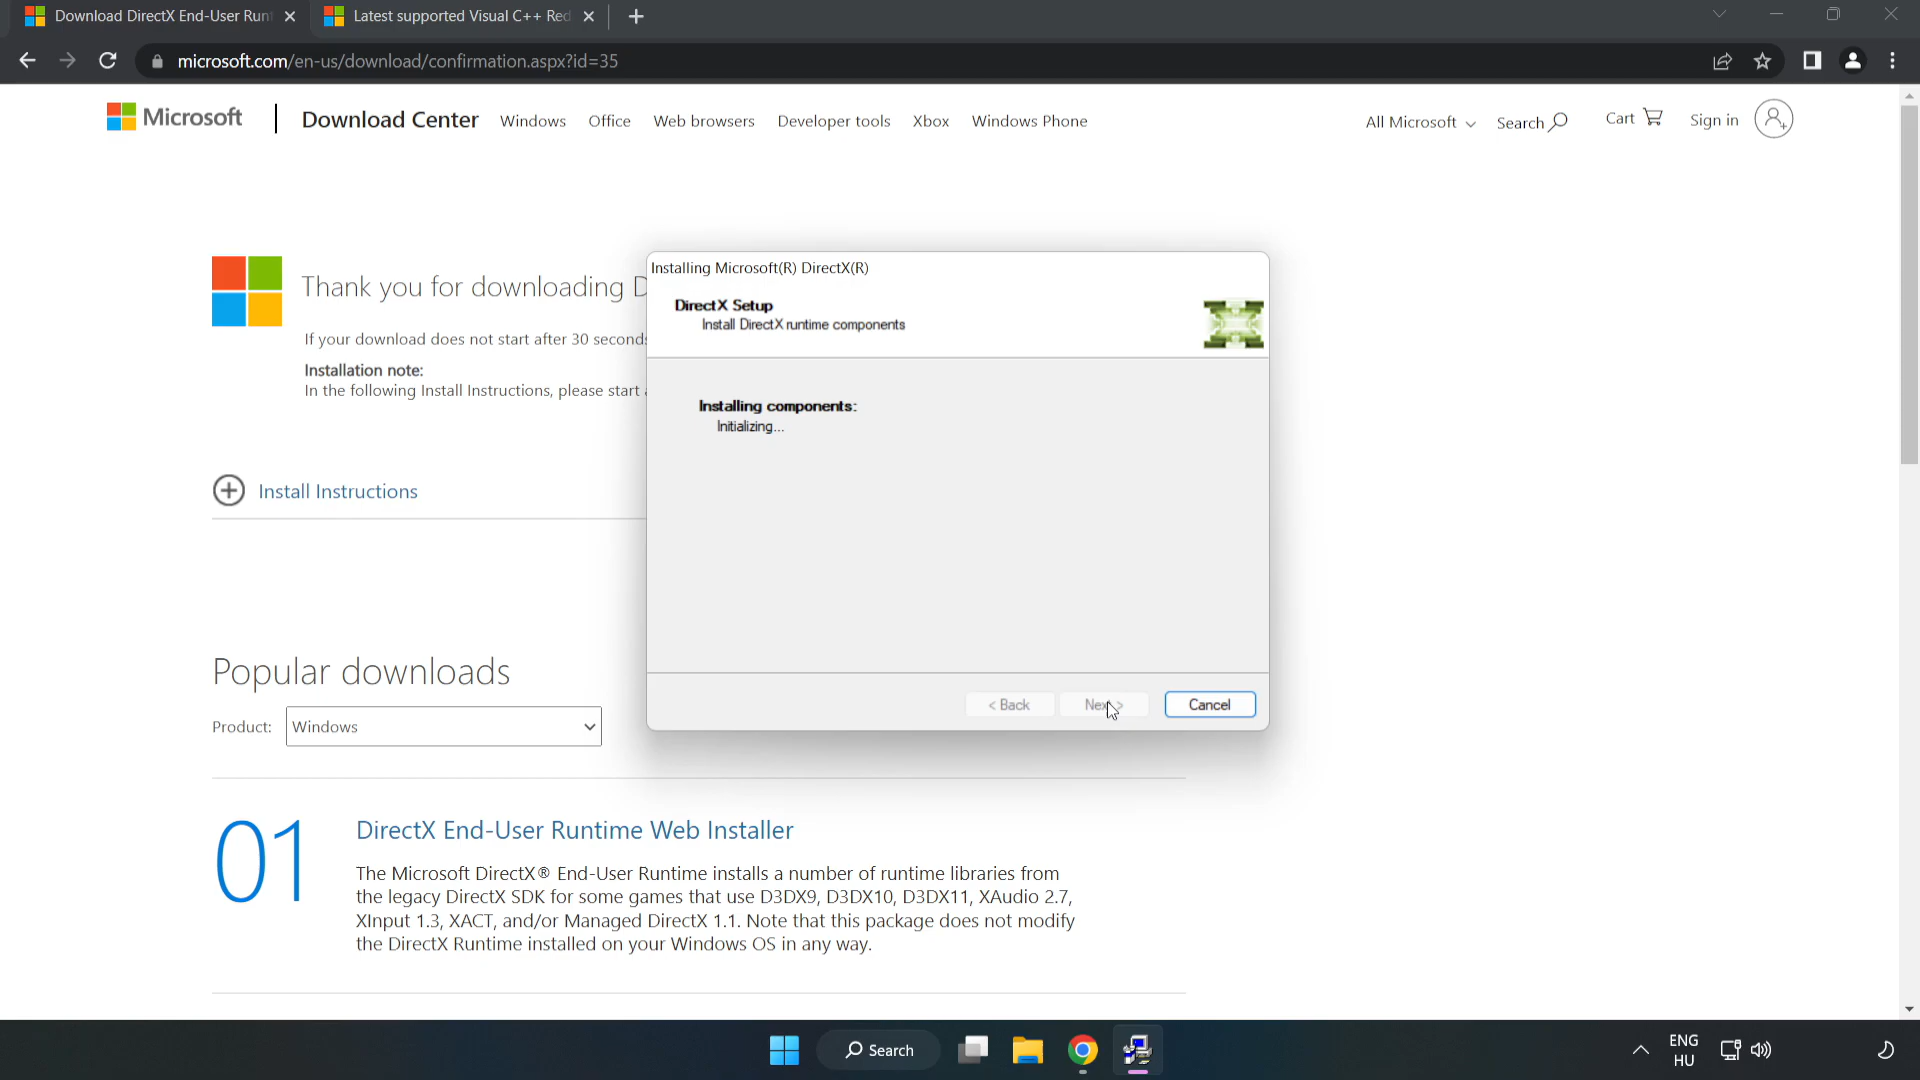 Download DirectX End-User Runt
Latest supported Visual C++ Red
microsoft.com/en-us/download/confirmation.aspx?id=35
Microsoft
Download Center
Windows
Office
Web browsers
Developer tools
Xbox
Windows Phone
All Microsoft
Search
Cart
Sign in
Thank you for downloading D
If your download does not start after 30 seconds
Installation note:
In the following Install Instructions, please start a
Install Instructions
Installing Microsoft(R) DirectX(R)
DirectX Setup
Install DirectX runtime components
Installing components:
Initializing...
< Back
Next >
Cancel
Popular downloads
Product:
Windows
01
DirectX End-User Runtime Web Installer
The Microsoft DirectX® End-User Runtime installs a number of runtime libraries from
the legacy DirectX SDK for some games that use D3DX9, D3DX10, D3DX11, XAudio 2.7,
XInput 1.3, XACT, and/or Managed DirectX 1.1. Note that this package does not modify
the DirectX Runtime installed on your Windows OS in any way.
Search
ENG
HU